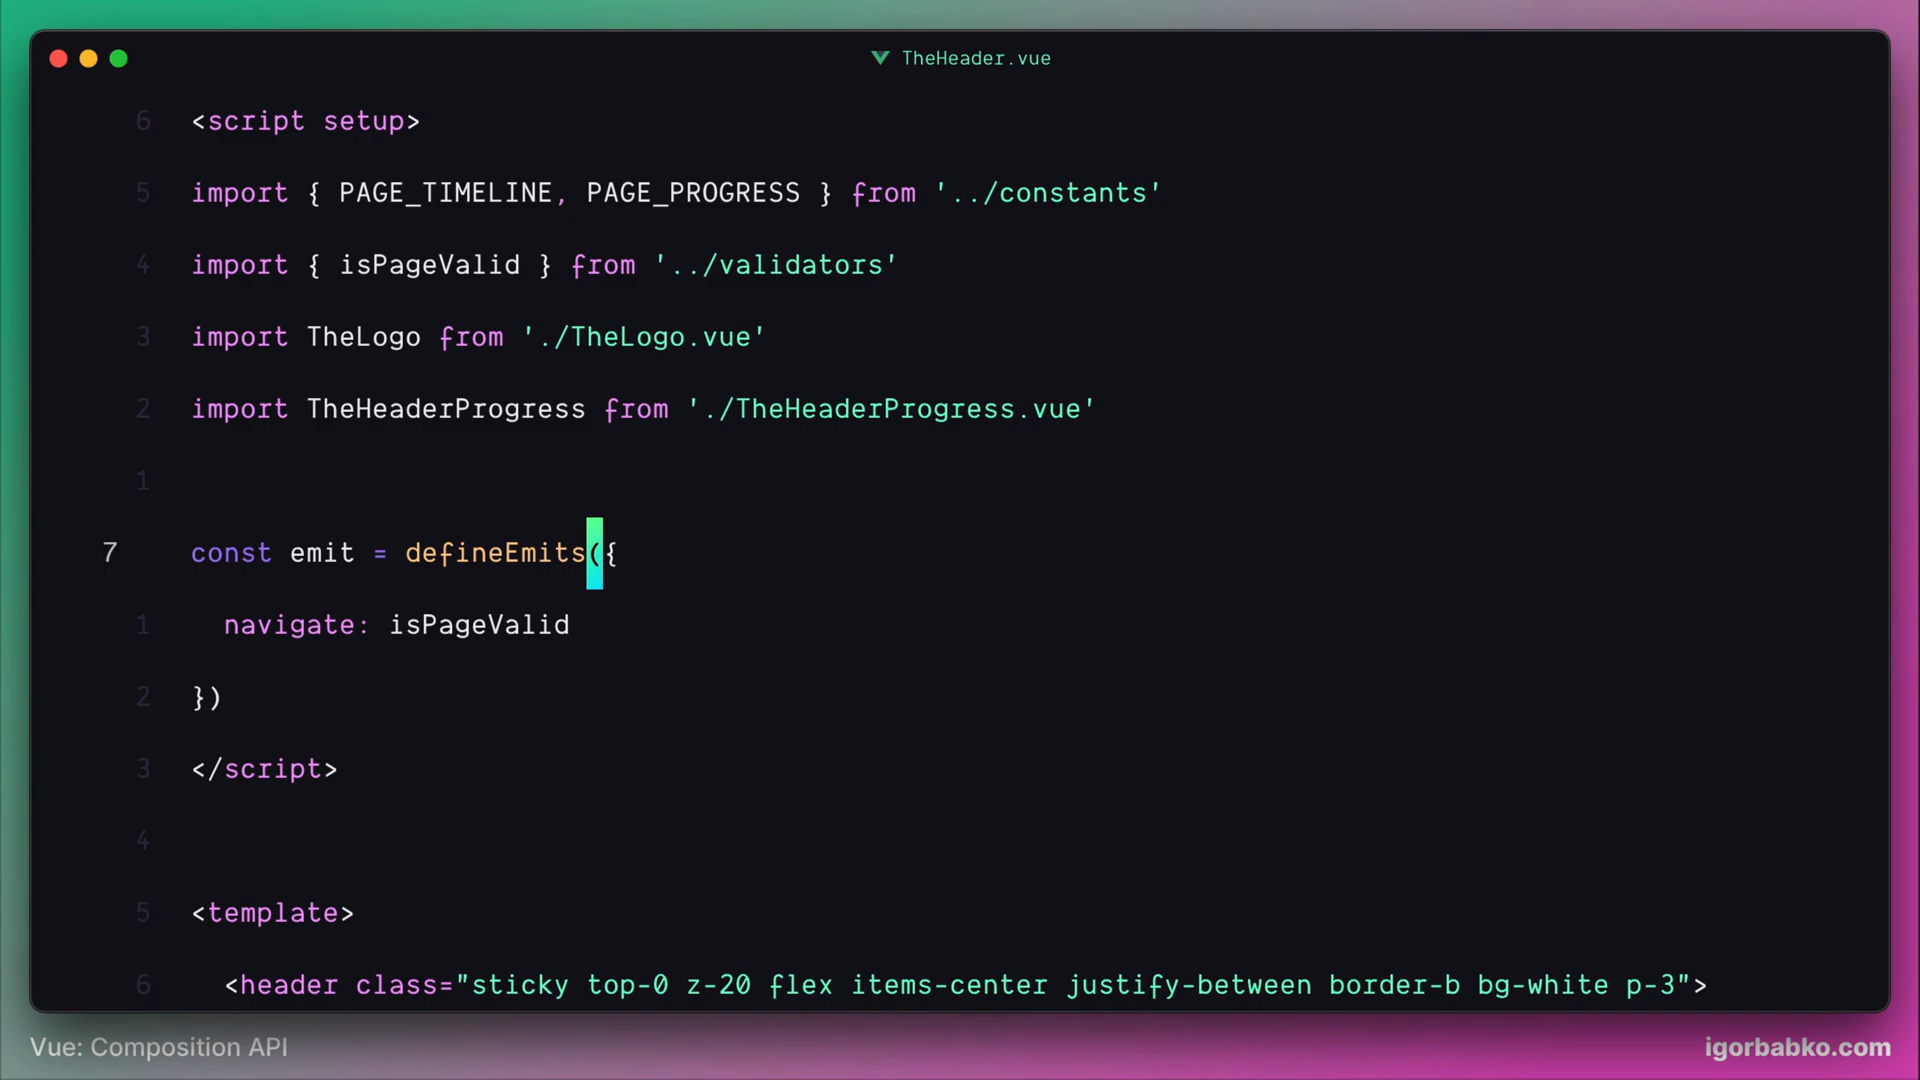 TheHeader.vue
6 <script setup>
5 import { PAGE_TIMELINE, PAGE_PROGRESS } from '../constants'
4 import { isPageValid } from '../validators'
3 import TheLogo from './TheLogo.vue'
2 import TheHeaderProgress from './TheHeaderProgress.vue'
1
7 const emit = defineEmits({
1 navigate: isPageValid
2 })
3 </script>
4
5 <template>
6 <header class="sticky top-0 z-20 flex items-center justify-between border-b bg-white p-3">
Vue: Composition API
igorbabko.com